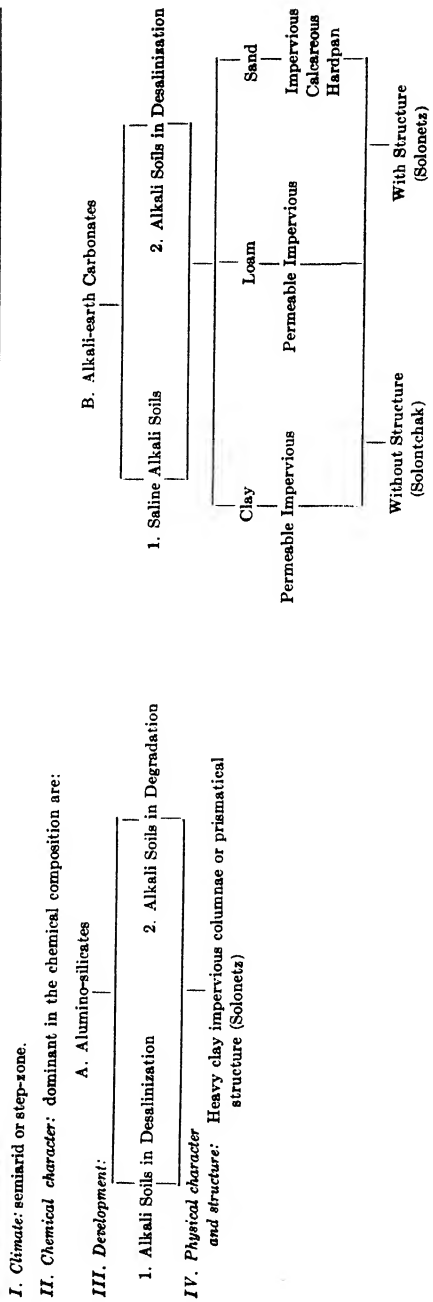 I. Climate: semiarid or step-zone.
II. Chemical character: dominant in the chemical composition are:
A. Alumino-silicates
B. Alkali-earth Carbonates
III. Development:
1. Alkali Soils in Desalinization
2. Alkali Soils in Degradation
1. Saline Alkali Soils
2. Alkali Soils in Desalinization
IV. Physical character
and structure: Heavy clay impervious columnae or prismatical
structure (Solonetz)
Clay
Loam
Sand
Permeable Impervious
Permeable Impervious
Impervious
Calcareous
Hardpan
Without Structure
(Solontchak)
With Structure
(Solonetz)